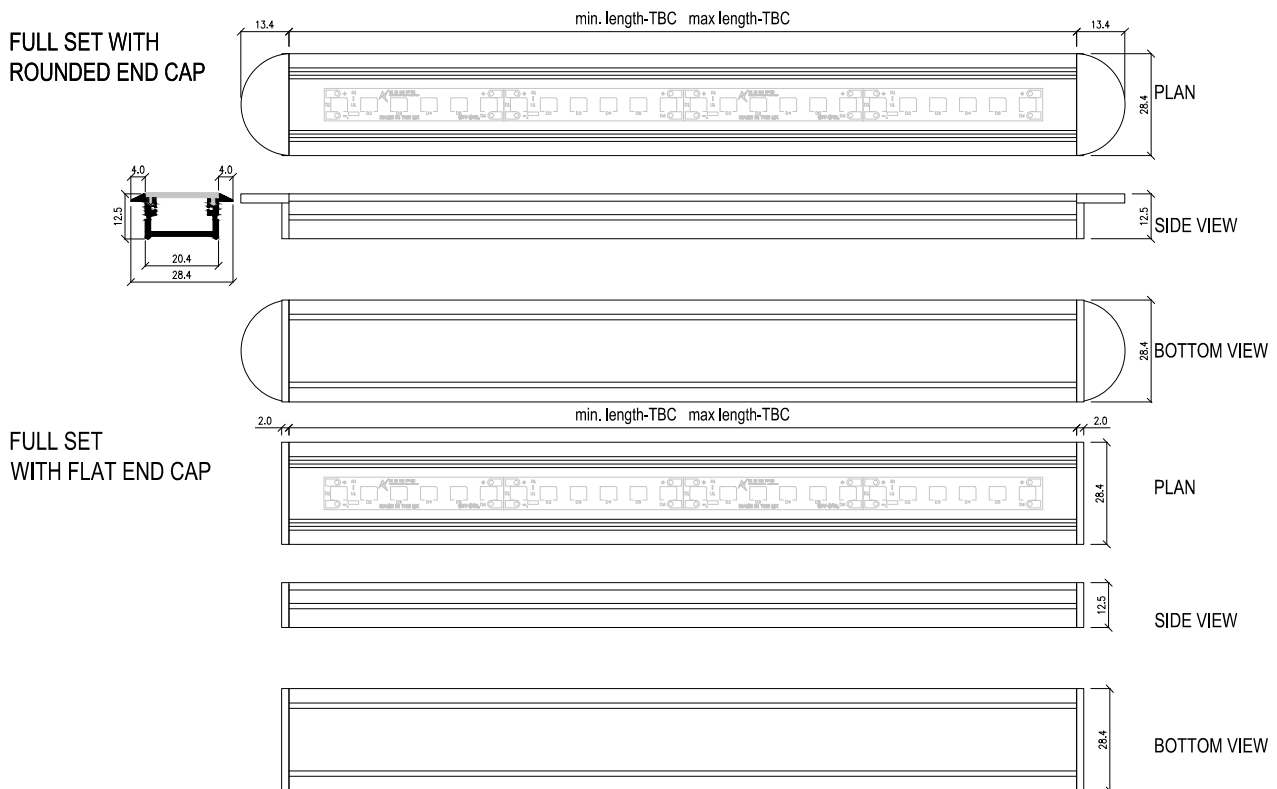 13.4
min. length-TBC max length-TBC
13.4
FULL SET WITH
ROUNDED END CAP
28.4
PLAN
4.0
4.0
12.5
20.4
28.4
12.5
SIDE VIEW
28.4
BOTTOM VIEW
2.0
min. length-TBC max length-TBC
2.0
FULL SET
WITH FLAT END CAP
28.4
PLAN
12.5
SIDE VIEW
28.4
BOTTOM VIEW